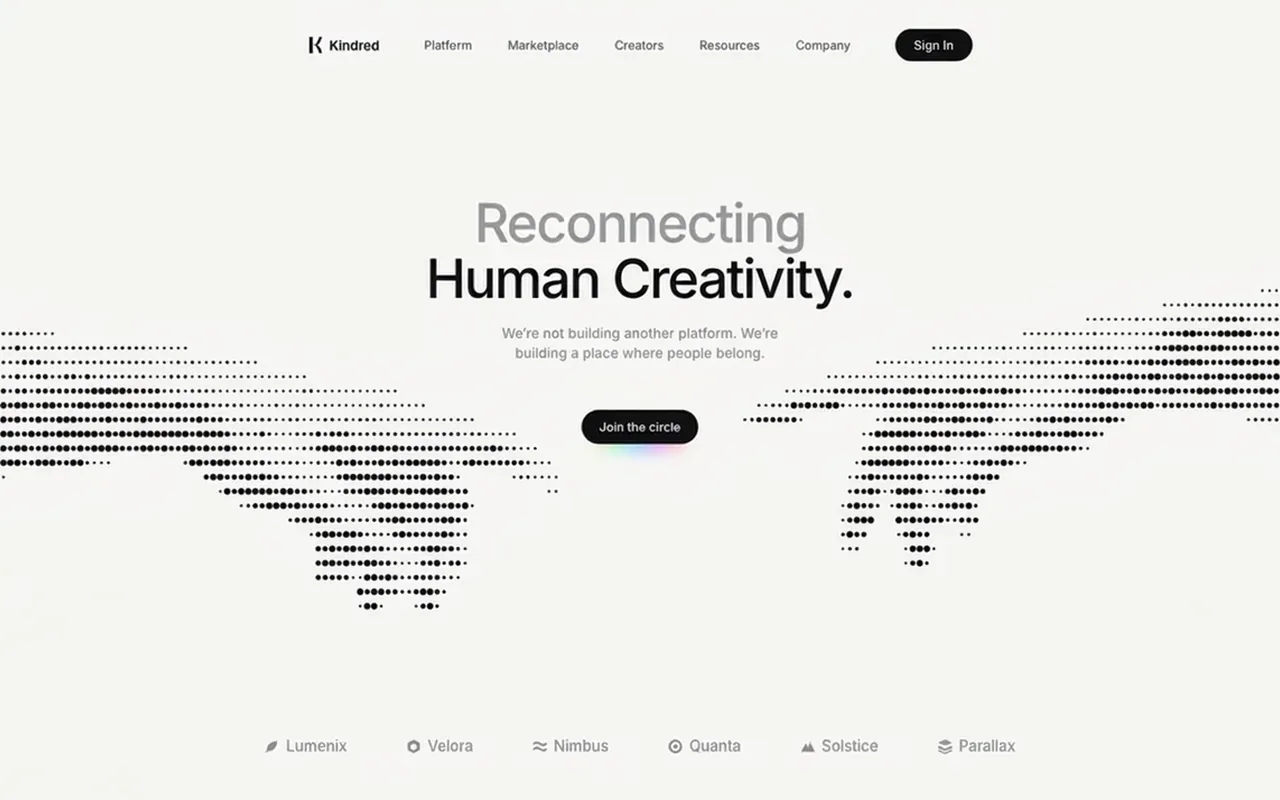 Kindred
Platform
Marketplace
Creators
Resources
Company
Sign In
Reconnecting
Human Creativity.
We're not building another platform. We're
building a place where people belong.
Join the circle
Lumenix
Velora
Nimbus
Quanta
Solstice
Parallax